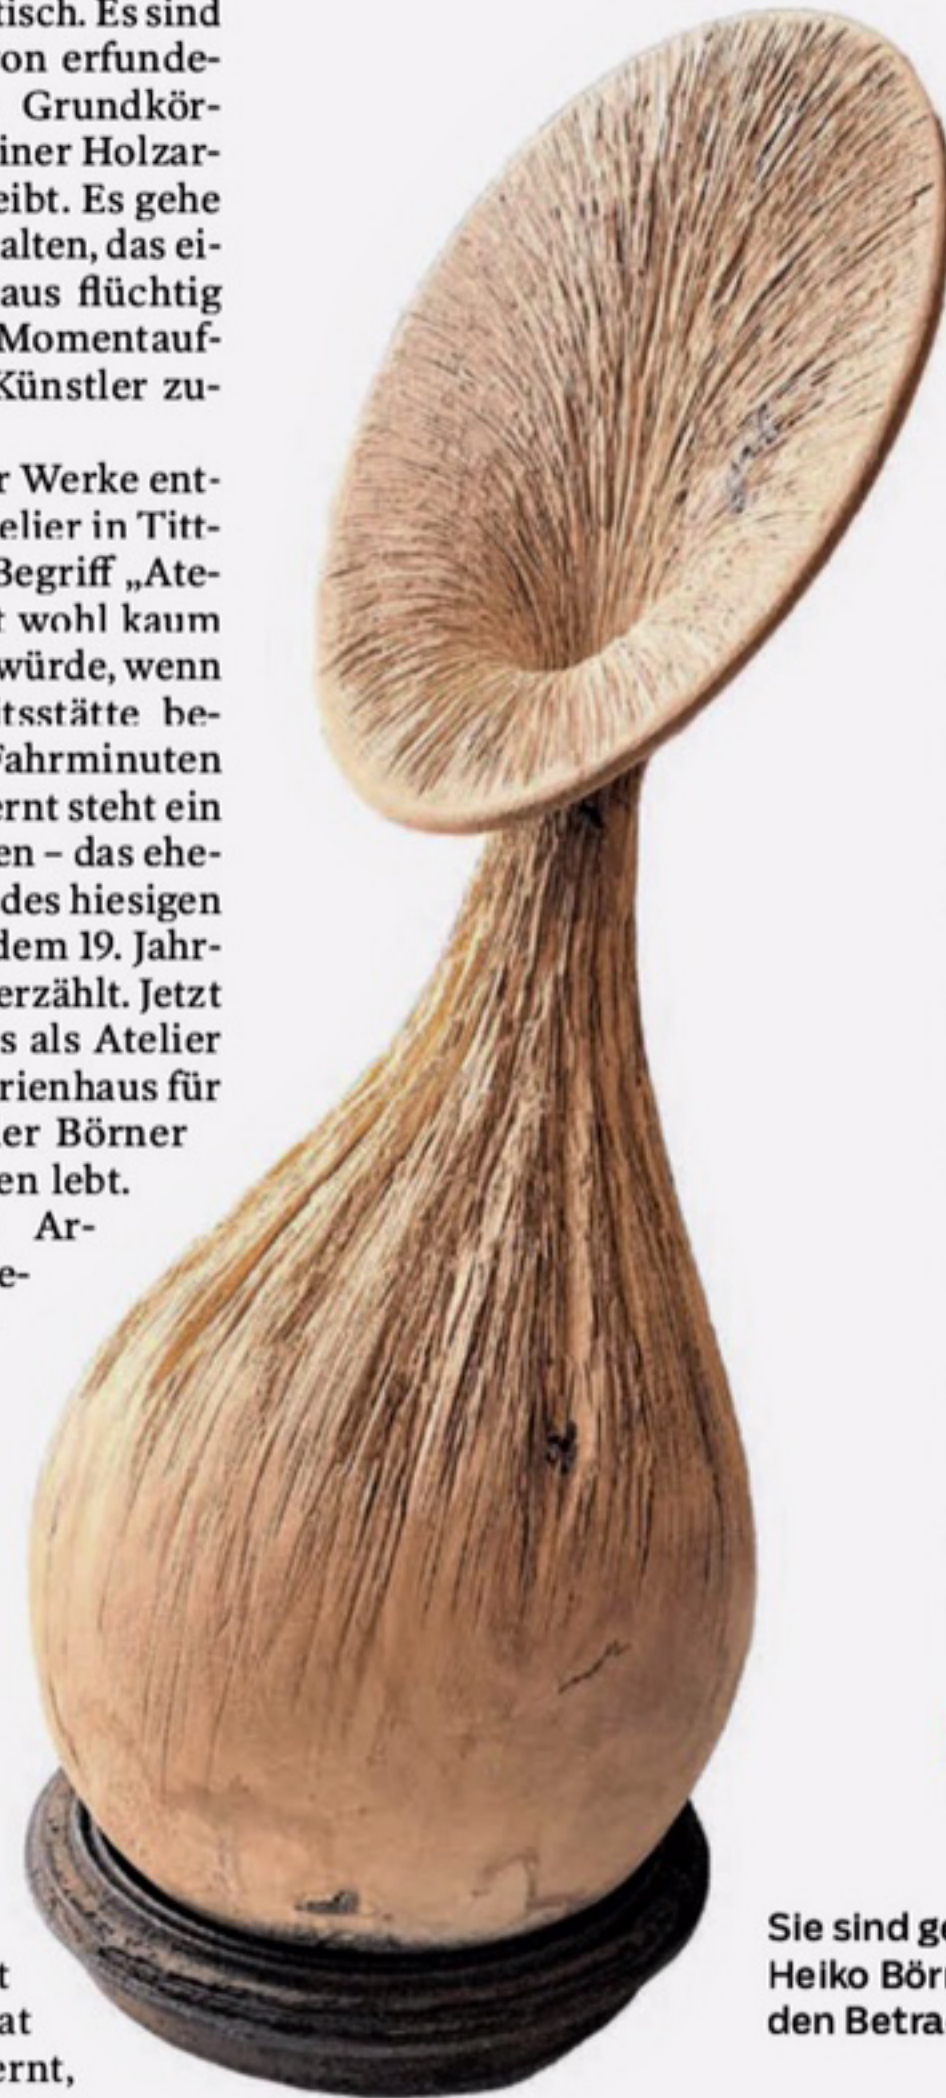 tisch. Es sind
on erfunde-
Grundkör-
iner Holzar-
eibt. Es gehe
alten, das ei-
aus flüchtig
Momentauf-
Künstler zu-
r Werke ent-
elier in Titt-
Begriff „Ate-
t wohl kaum
würde, wenn
itsstätte be-
Fahrminuten
ernt steht ein
en – das ehe-
des hiesigen
dem 19. Jahr-
erzählt. Jetzt
s als Atelier
rienhaus für
er Börner
en lebt.
Ar-
e-
t
at
ernt,
Sie sind ge
Heiko Börn
den Betra